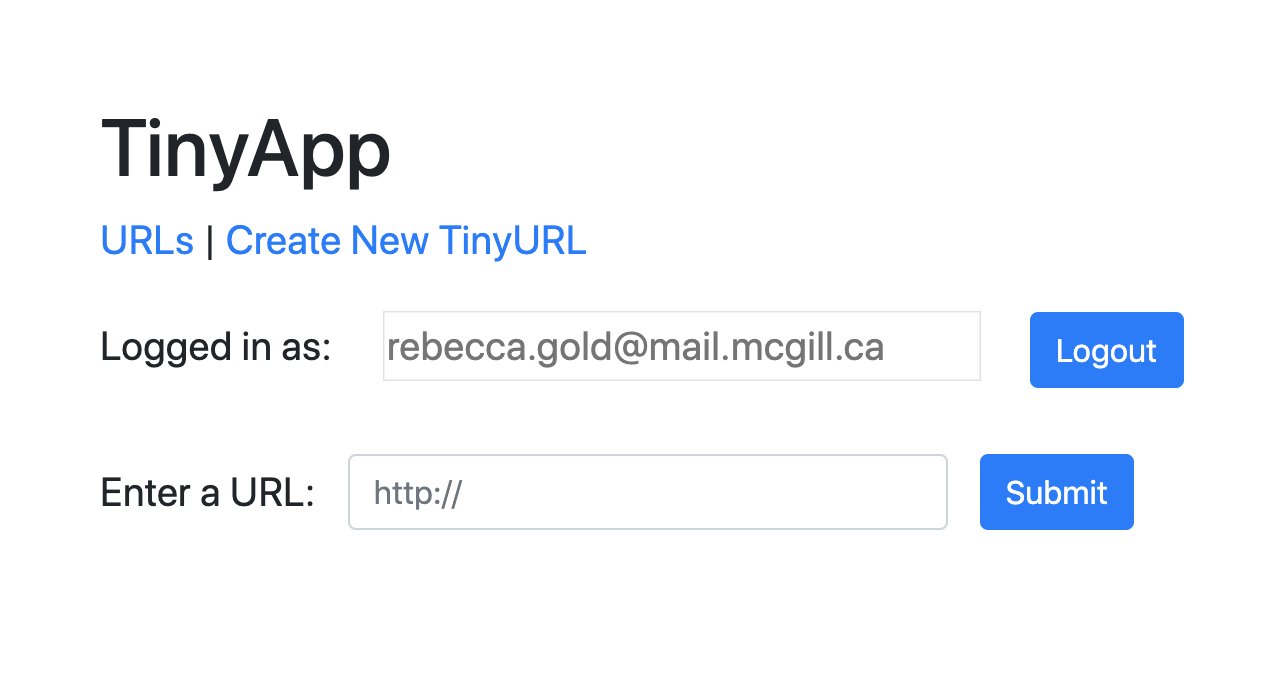 TinyApp
URLs | Create New TinyURL
Logged in as: rebecca.gold@mail.mcgill.ca Logout
Enter a URL: http:// Submit